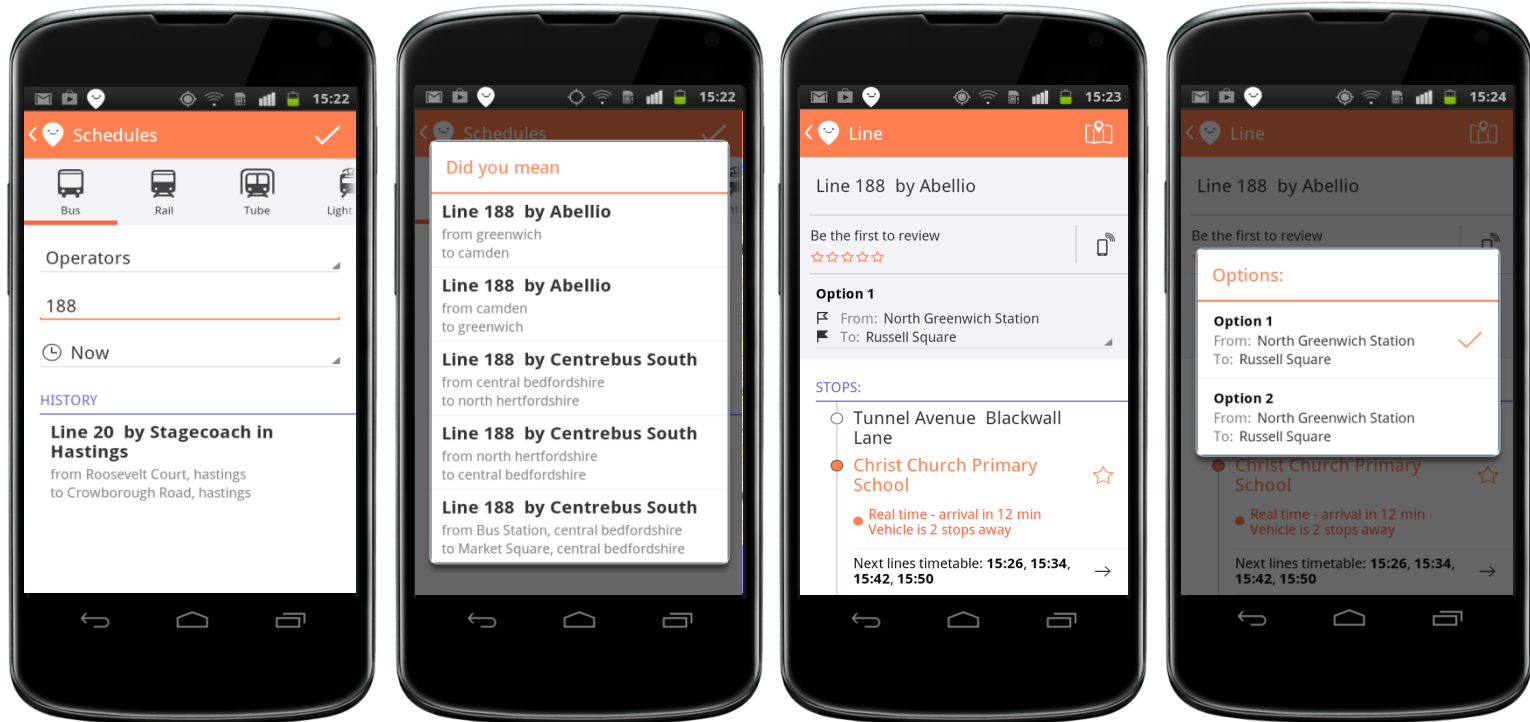 15:22
Schedules
Bus
Rail
Tube
Light
Operators
188
Now
HISTORY
Line 20 by Stagecoach in
Hastings
from Roosevelt Court, hastings
to Crowborough Road, hastings
15:22
Schedules
Did you mean
Line 188 by Abellio
from greenwich
to camden
Line 188 by Abellio
from camden
to greenwich
Line 188 by Centrebus South
from central bedfordshire
to north hertfordshire
Line 188 by Centrebus South
from north hertfordshire
to central bedfordshire
Line 188 by Centrebus South
from Bus Station, central bedfordshire
to Market Square, central bedfordshire
15:23
Line
Line 188 by Abellio
Be the first to review
Option 1
From: North Greenwich Station
To: Russell Square
STOPS:
Tunnel Avenue Blackwall
Lane
Christ Church Primary
School
Real time - arrival in 12 min
Vehicle is 2 stops away
Next lines timetable: 15:26, 15:34,
15:42, 15:50
15:24
Line
Line 188 by Abellio
Be the first to review
Options:
Option 1
From: North Greenwich Station
To: Russell Square
Option 2
From: North Greenwich Station
To: Russell Square
Christ Church Primary
School
Real time - arrival in 12 min
Vehicle is 2 stops away
Next lines timetable: 15:26, 15:34,
15:42, 15:50